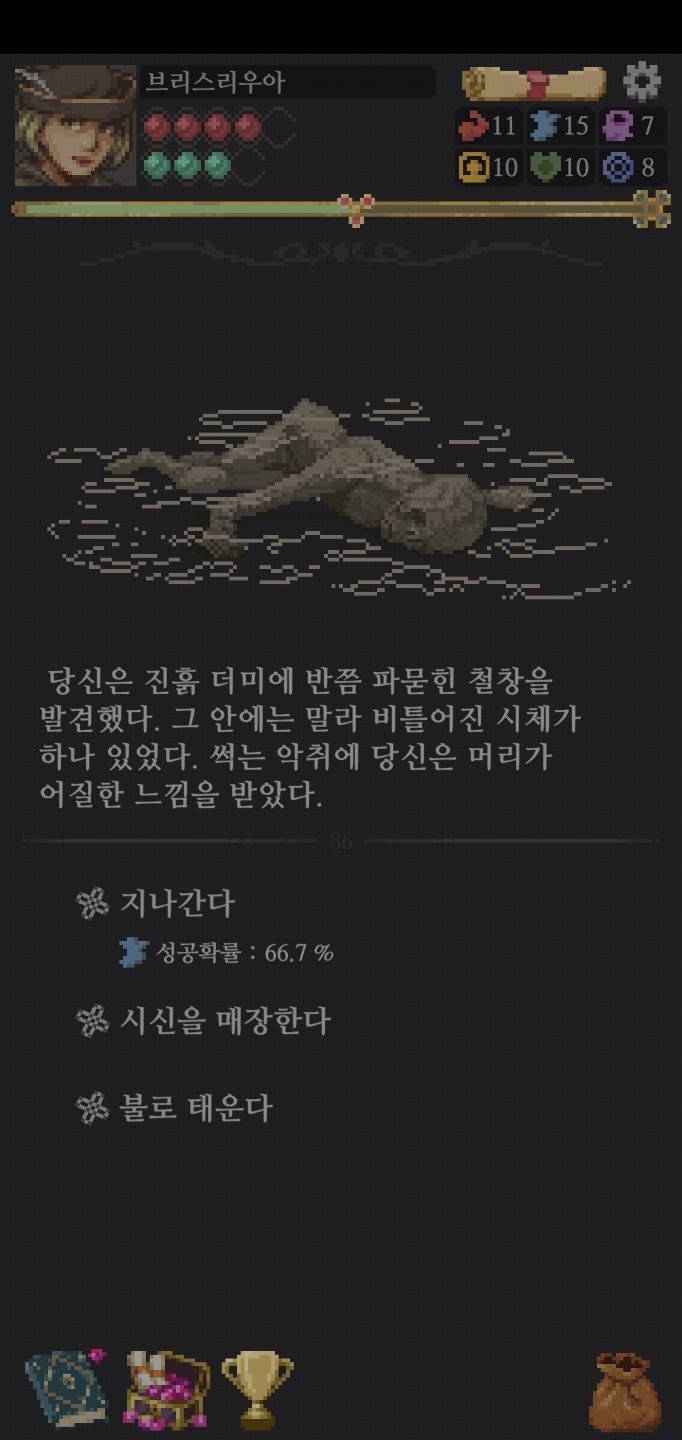 브리스리우아
11 15 7
10 10 8
당신은 진흙 더미에 반쯤 파묻힌 철창을
발견했다. 그 안에는 말라 비틀어진 시체가
하나 있었다. 썩는 악취에 당신은 머리가
어질한 느낌을 받았다.
86
지나간다
성공확률 : 66.7 %
시신을 매장한다
불로 태운다